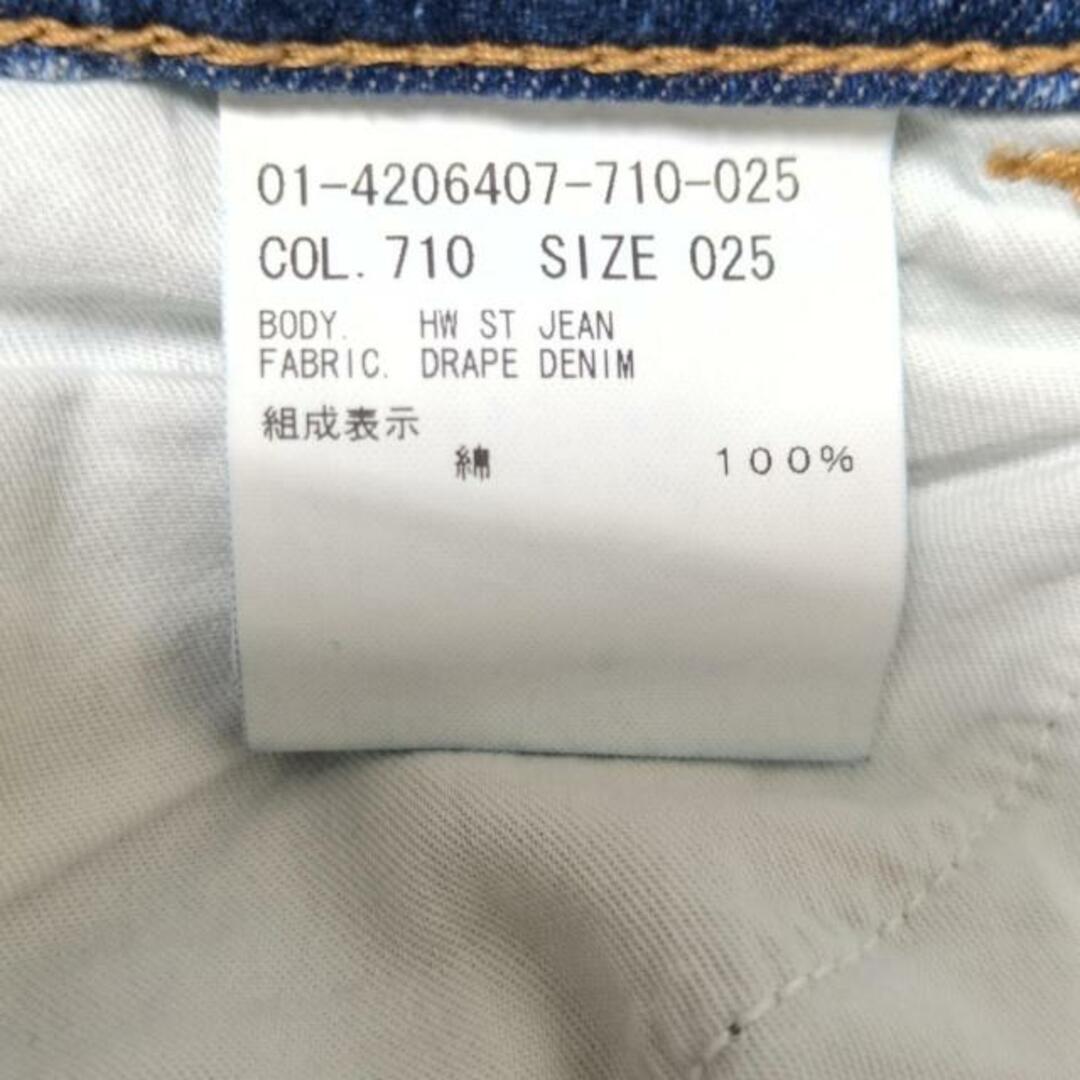 01-4206407-710-025
COL. 710 SIZE 025
BODY. HW ST JEAN
FABRIC. DRAPE DENIM
組成表示
綿 100%